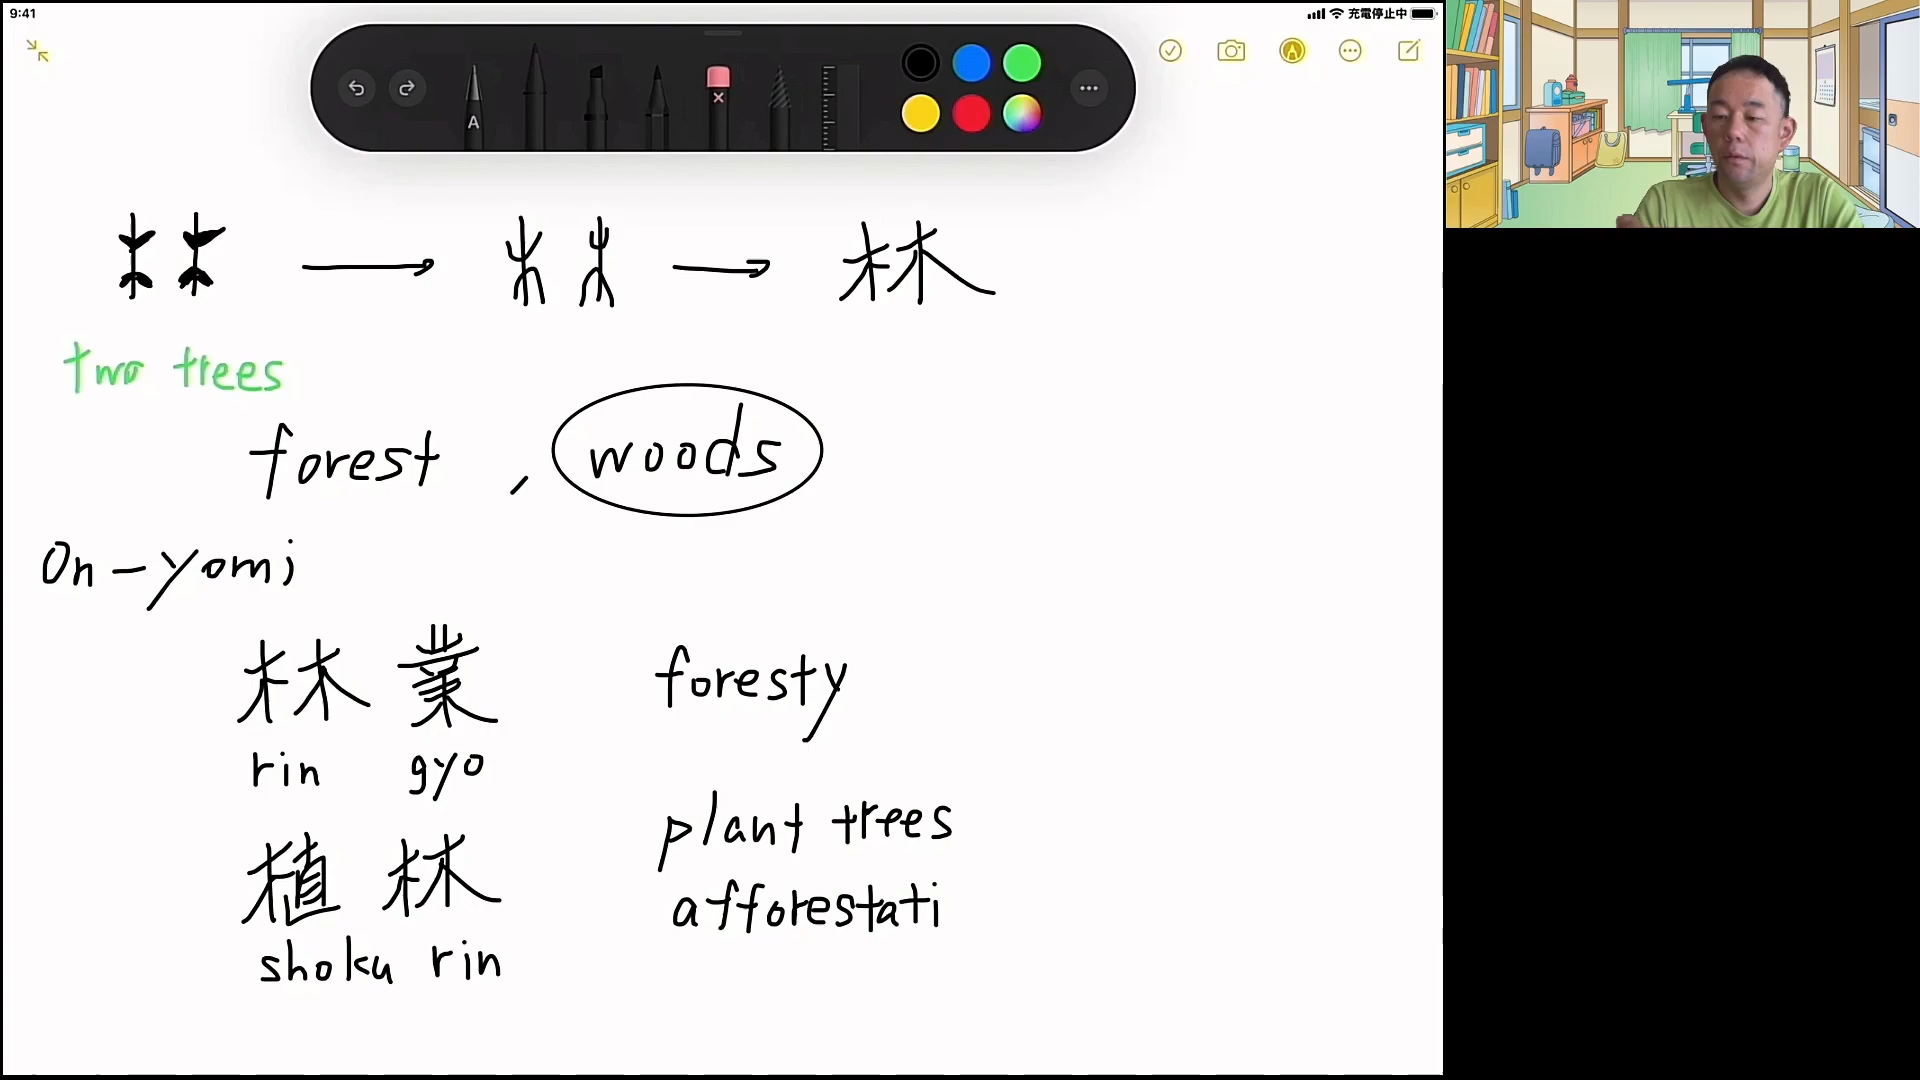 9:41 充電停止中
A
林
two trees
forest , woods
On-yomi
林業 foresty
rin gyo
plant trees
植林 afforestati
shoku rin